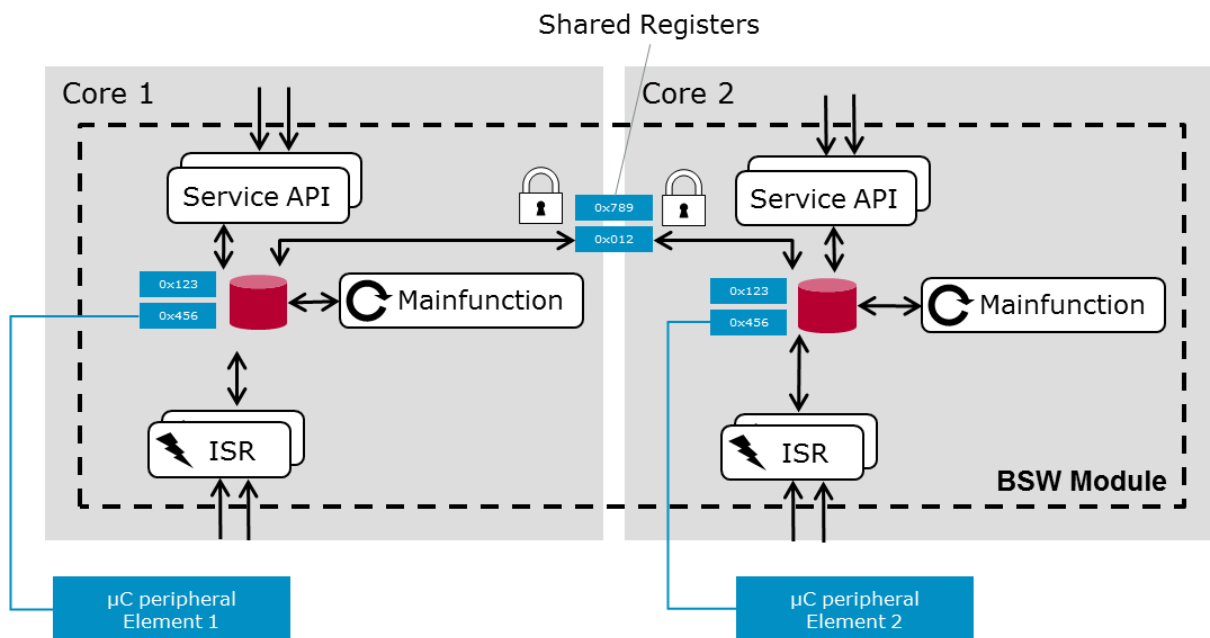 Shared Registers
Core 1
Core 2
Service API
0x789
0x012
Service API
0x123
0x456
Mainfunction
0x123
0x456
Mainfunction
ISR
ISR
BSW Module
µC peripheral
Element 1
µC peripheral
Element 2